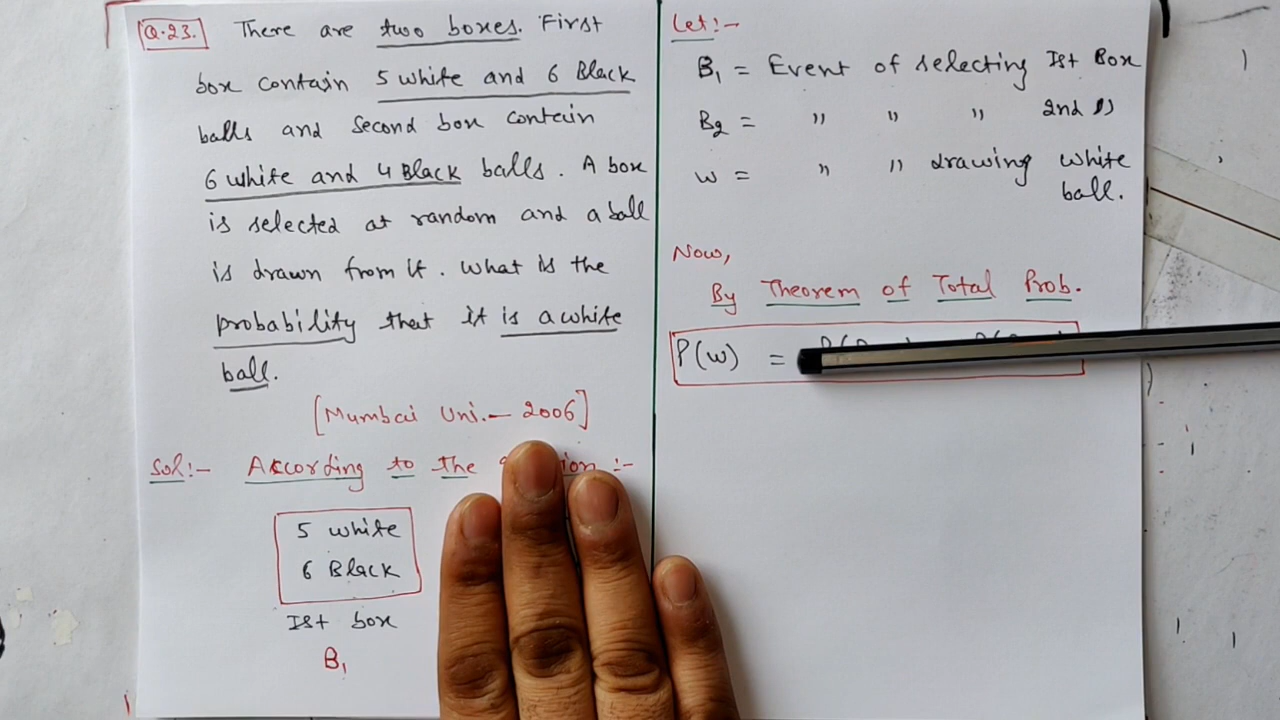 Q.23. There are two boxes. First
box contain 5 white and 6 Black
balls and second box contain
6 white and 4 Black balls. A box
is selected at random and a ball
is drawn from it. What is the
probability that it is a white
ball.
[Mumbai Uni. - 2006]
Sol:- According to the :-
5 white
6 Black
Ist box
B₁
Let:-
B₁ = Event of selecting Ist Box
B₂ = " " " 2nd "
w = " " drawing white
ball.
Now,
By Theorem of Total Prob.
P(w) =